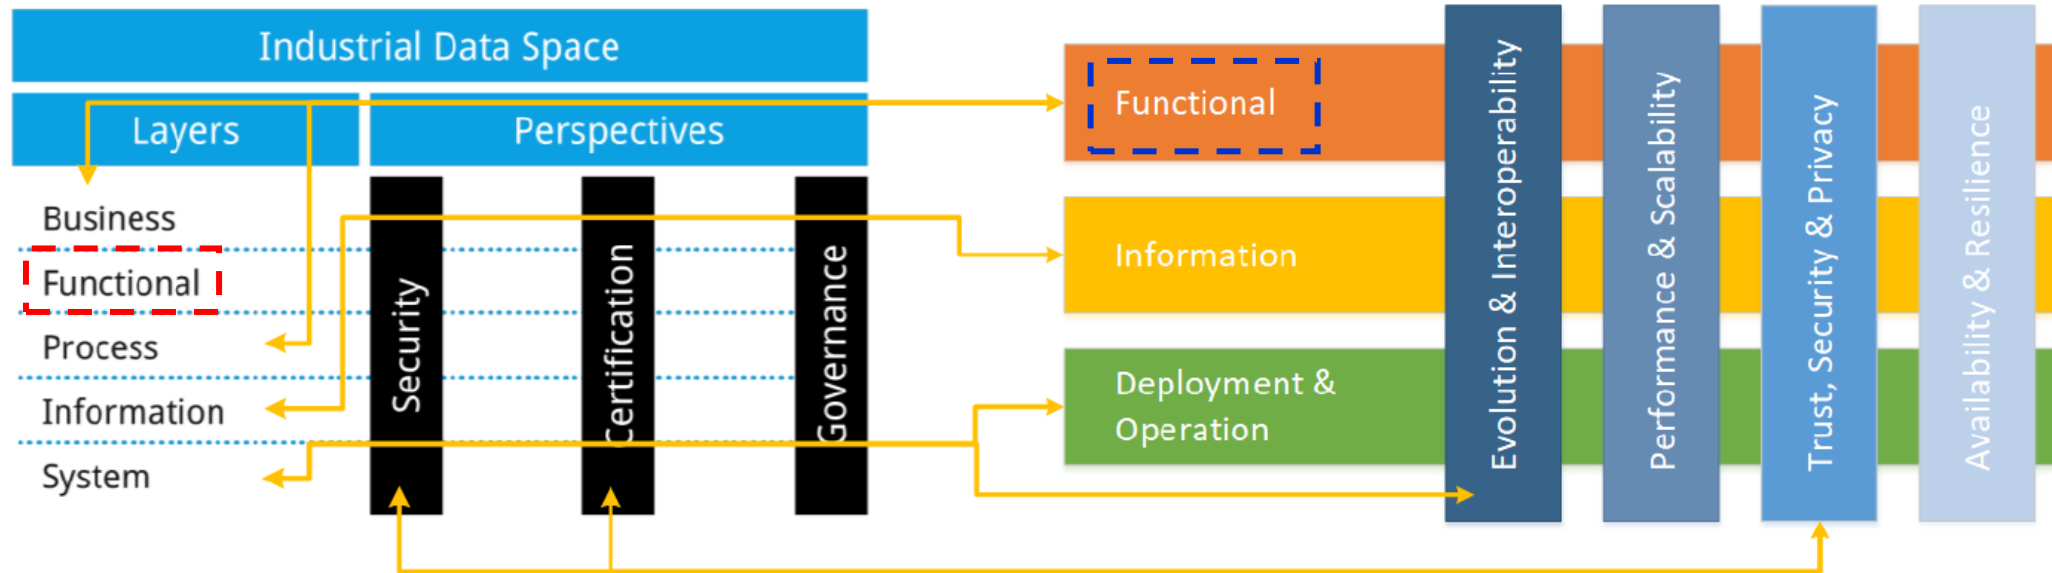 Industrial Data Space
Layers
Perspectives
Business
Functional
Process
Information
System
Security
Certification
Governance
Functional
Information
Deployment &
Operation
Evolution & Interoperability
Performance & Scalability
Trust, Security & Privacy
Availability & Resilience